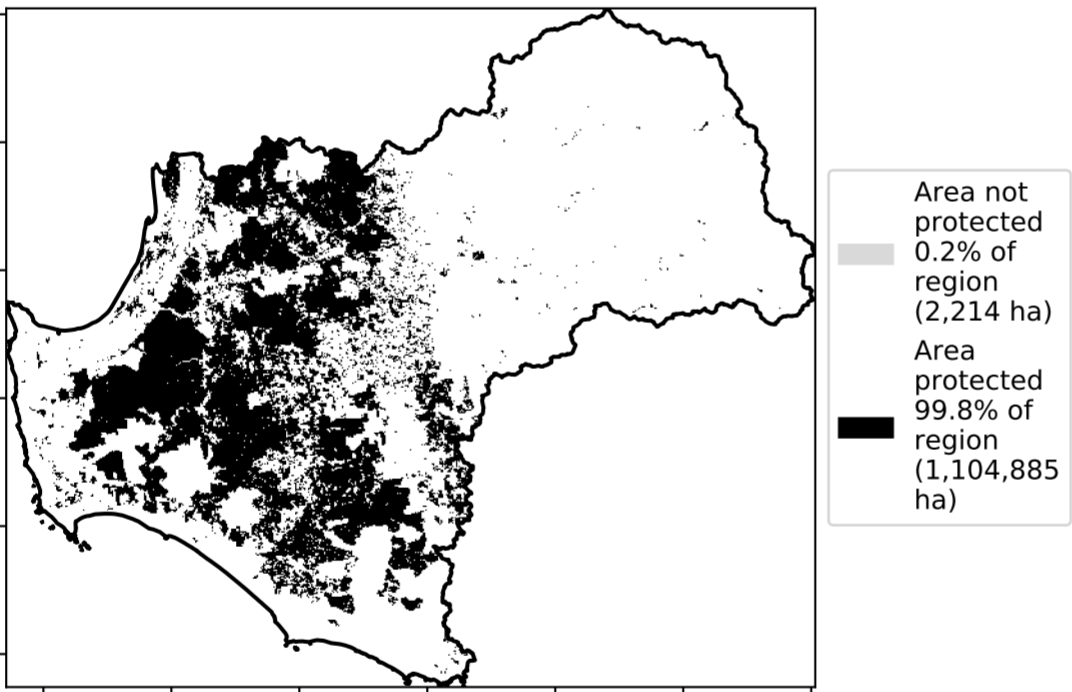 Area not
protected
0.2% of
region
(2,214 ha)
Area
protected
99.8% of
region
(1,104,885
ha)